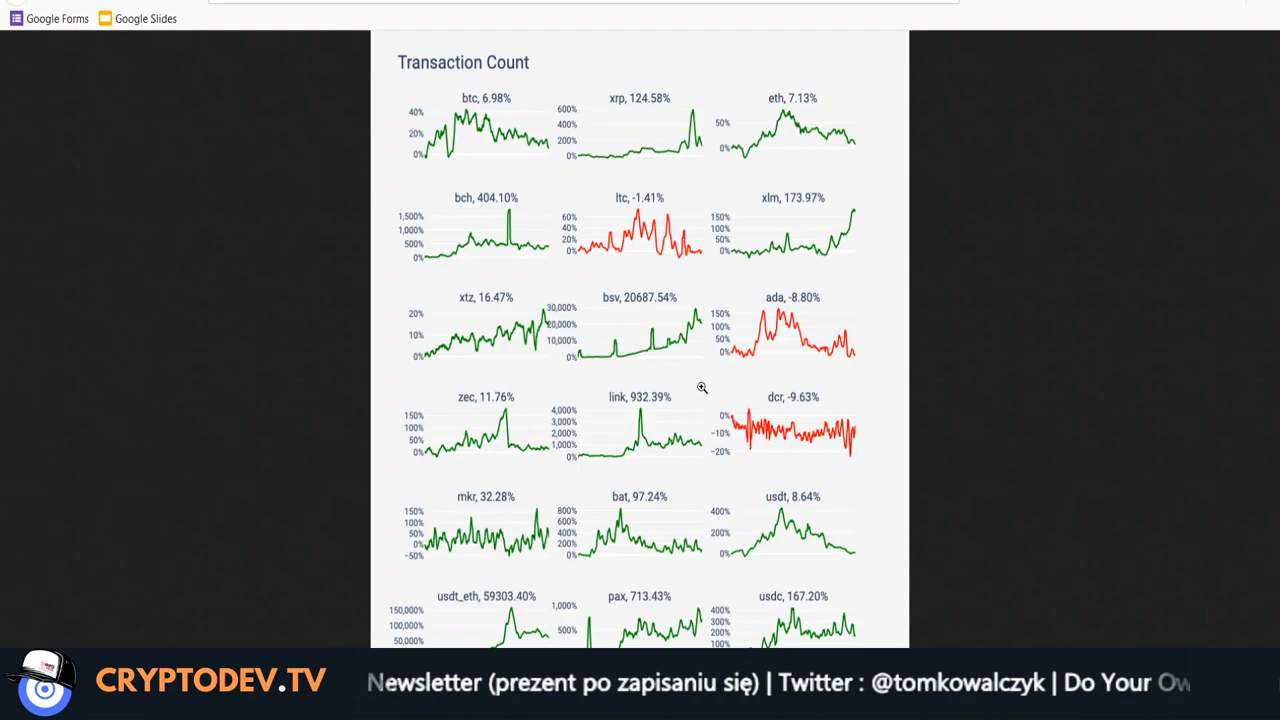 Google Forms Google Slides
Transaction Count
btc, 6.98% xrp, 124.58% eth, 7.13%
40% 20% 0% 600% 400% 200% 0% 50% 0%
bch, 404.10% ltc, -1.41% xlm, 173.97%
1,500% 1,000% 500% 0% 60% 40% 20% 0% 150% 100% 50% 0%
xtz, 16.47% bsv, 20687.54% ada, -8.80%
20% 10% 0% 30,000% 20,000% 10,000% 0% 150% 100% 50% 0%
zec, 11.76% link, 932.39% dcr, -9.63%
150% 100% 50% 0% 4,000% 3,000% 2,000% 1,000% 0% 0% −10% −20%
mkr, 32.28% bat, 97.24% usdt, 8.64%
150% 100% 50% 0% −50% 800% 600% 400% 200% 0% 400% 200% 0%
usdt_eth, 59303.40% pax, 713.43% usdc, 167.20%
150,000% 100,000% 50,000% 1,000% 500% 400% 300% 200% 100%
CRYPTODEV.TV Newsletter (prezent po zapisaniu się) | Twitter : @tomkowalczyk | Do Your Ow